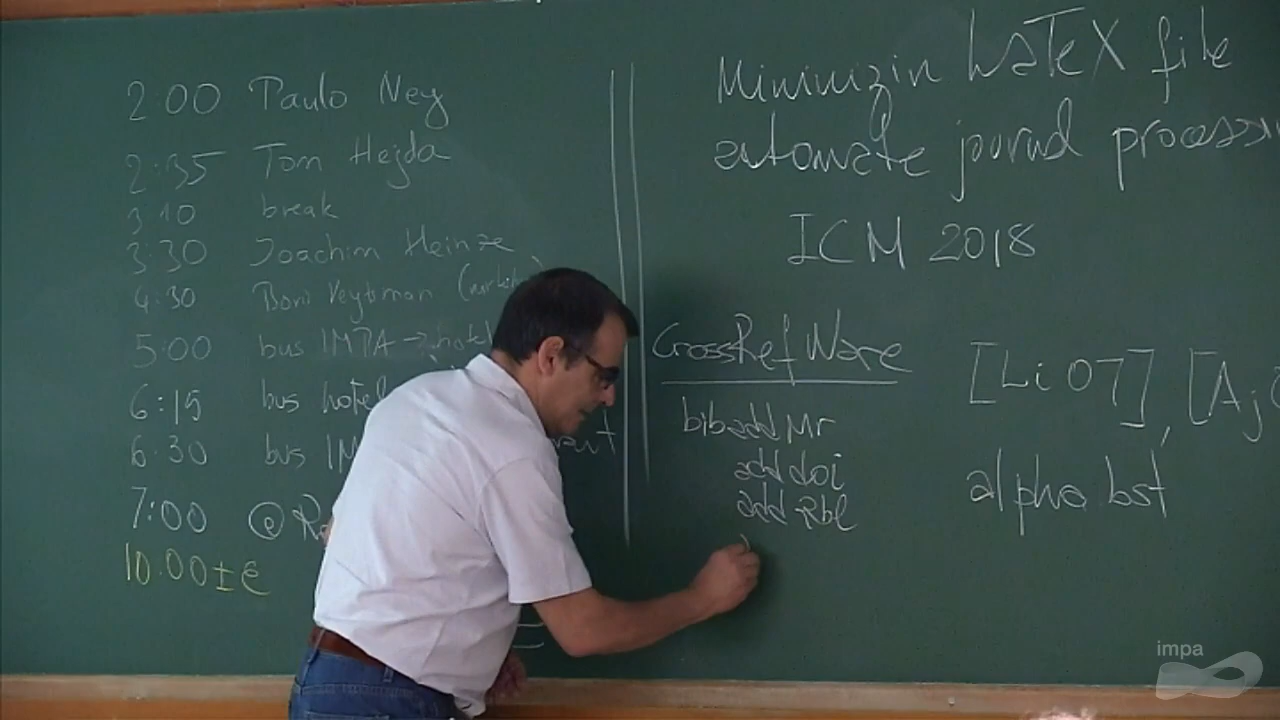 2:00 Paulo Ney
2:35 Tom Hejda
3 10 break
3:30 Joachim Heinze
4:30 Boris Veytsman
5:00 bus IMPA → hotel
6:15 bus hotel
6:30 bus IM
7:00 @Re
10.00 ± ε
Minimizin LaTeX file
automate journal processi
ICM 2018
CrossRef Ware
[Li 07], [Aj
bibaddMr
add doi
add zbl
alpha.bst
impa